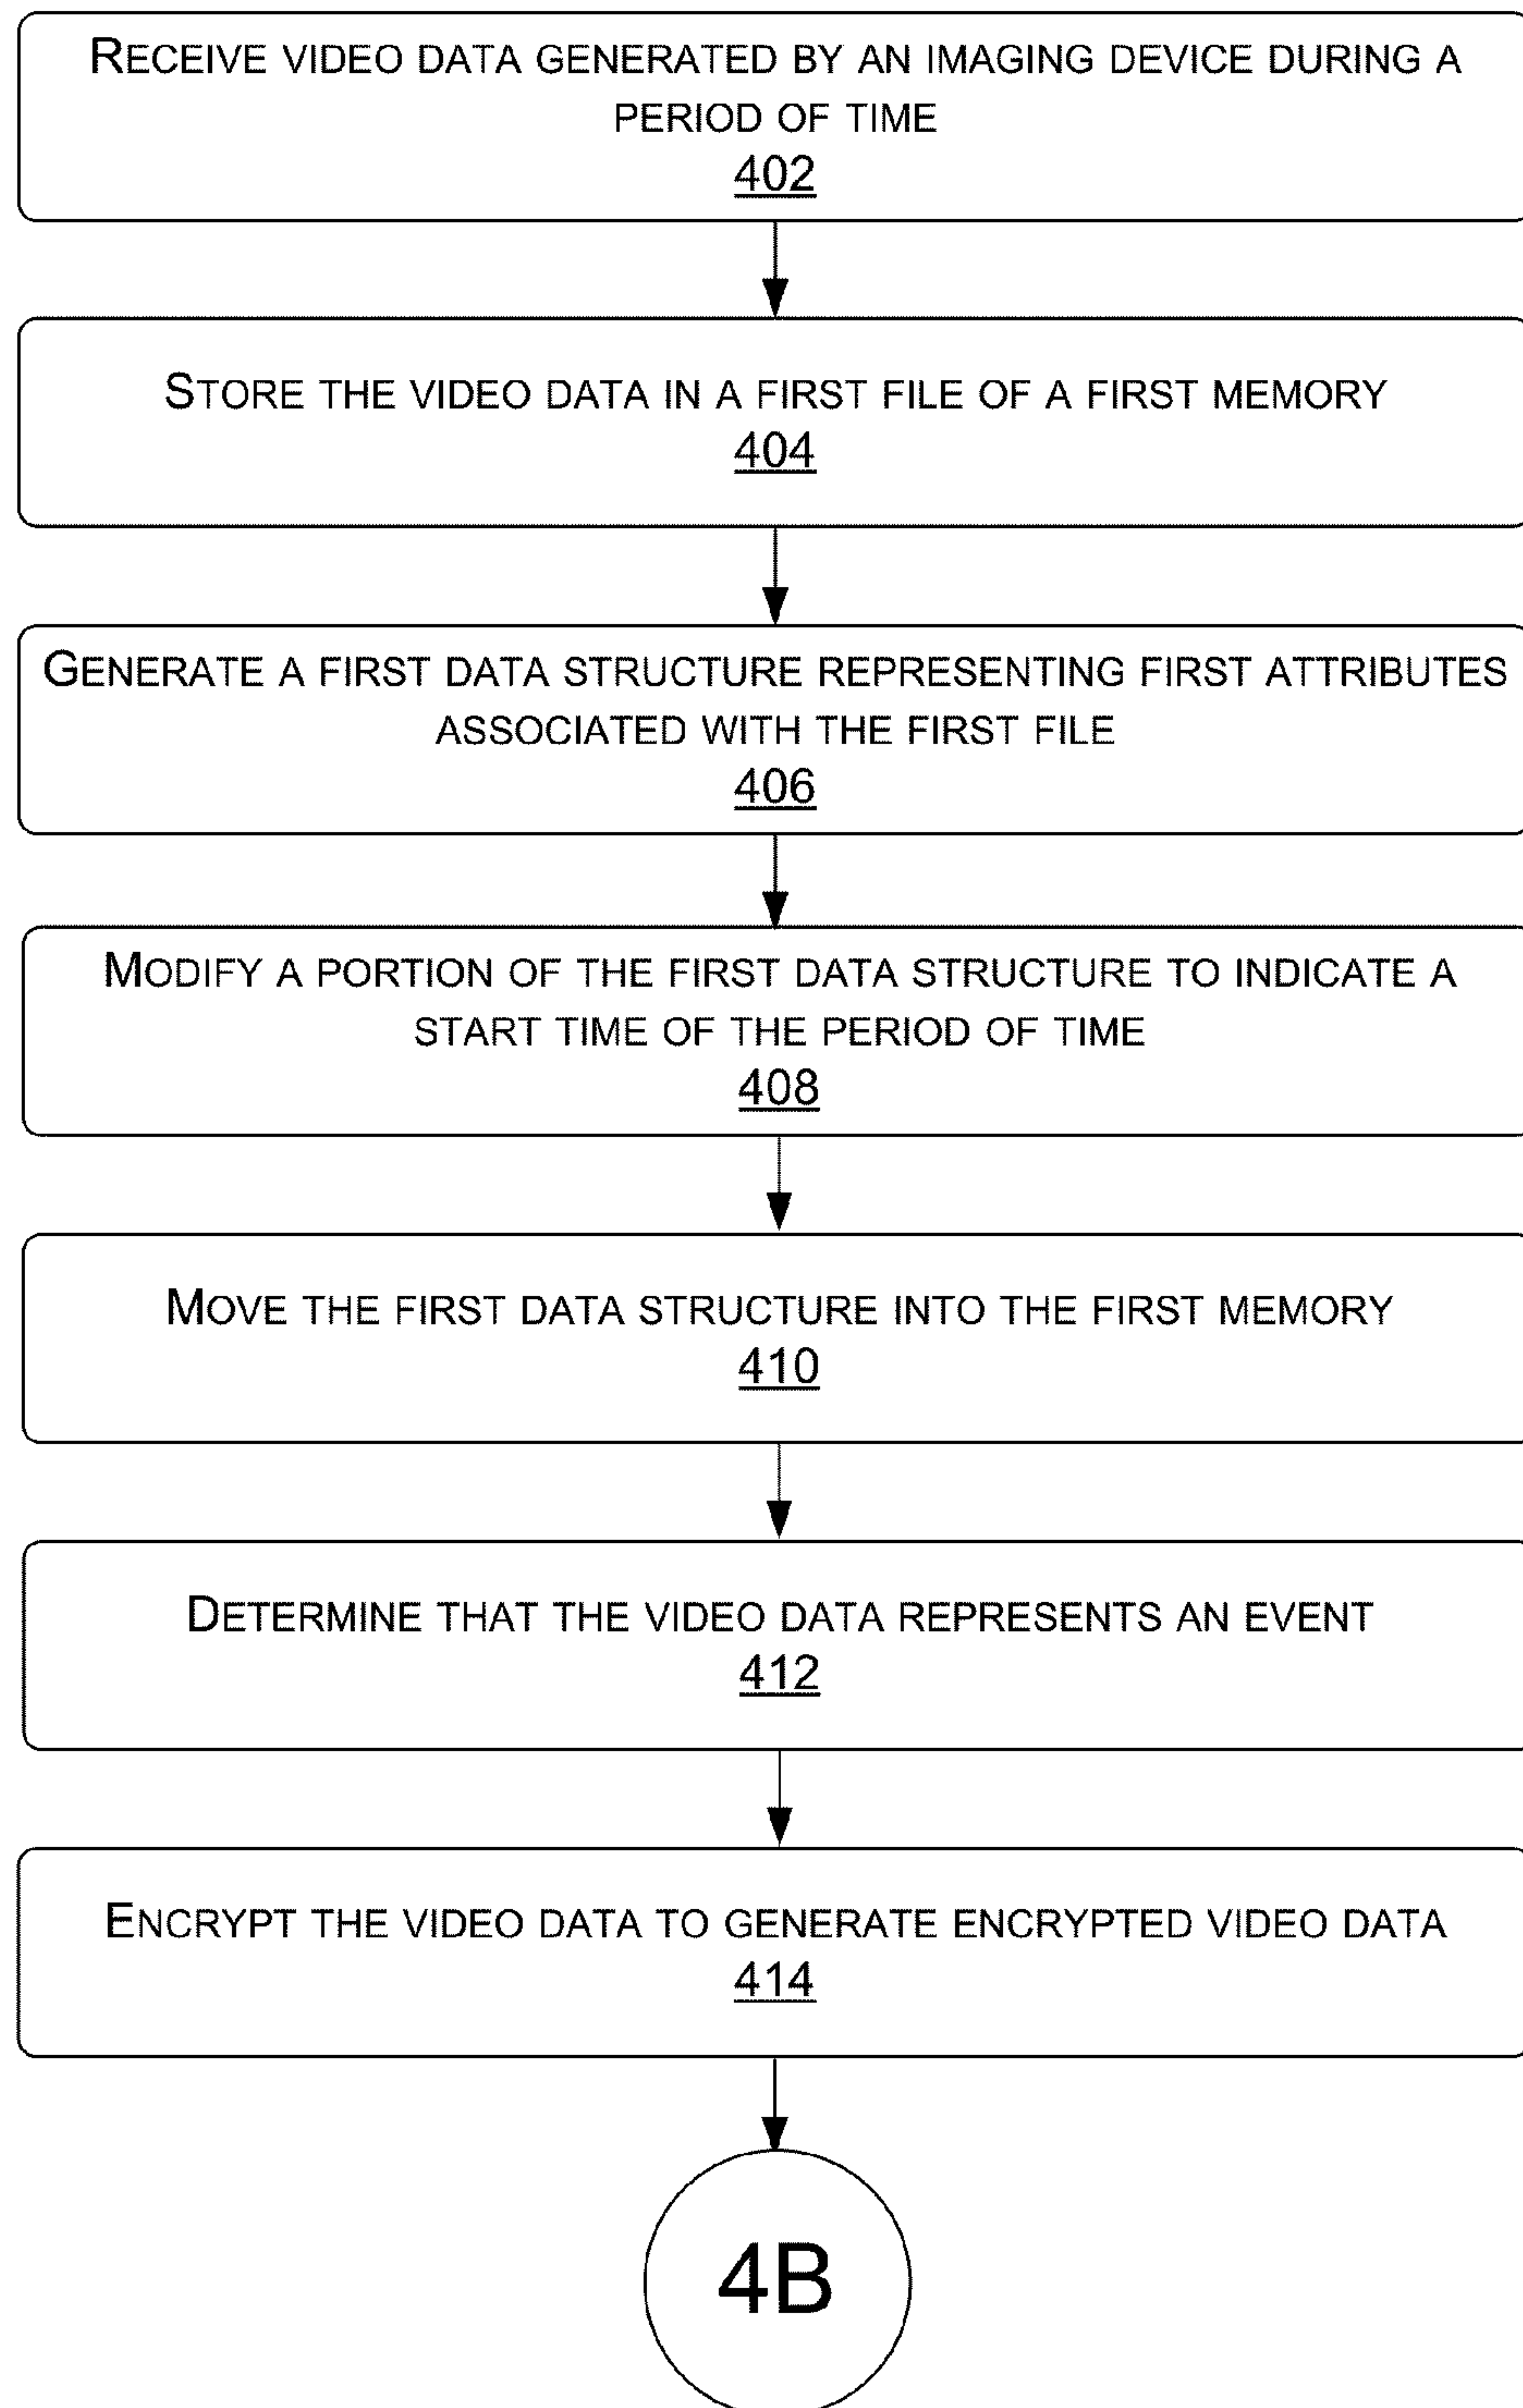 RECEIVE VIDEO DATA GENERATED BY AN IMAGING DEVICE DURING A
PERIOD OF TIME
402
STORE THE VIDEO DATA IN A FIRST FILE OF A FIRST MEMORY
404
GENERATE A FIRST DATA STRUCTURE REPRESENTING FIRST ATTRIBUTES
ASSOCIATED WITH THE FIRST FILE
406
MODIFY A PORTION OF THE FIRST DATA STRUCTURE TO INDICATE A
START TIME OF THE PERIOD OF TIME
408
MOVE THE FIRST DATA STRUCTURE INTO THE FIRST MEMORY
410
DETERMINE THAT THE VIDEO DATA REPRESENTS AN EVENT
412
ENCRYPT THE VIDEO DATA TO GENERATE ENCRYPTED VIDEO DATA
414
4B